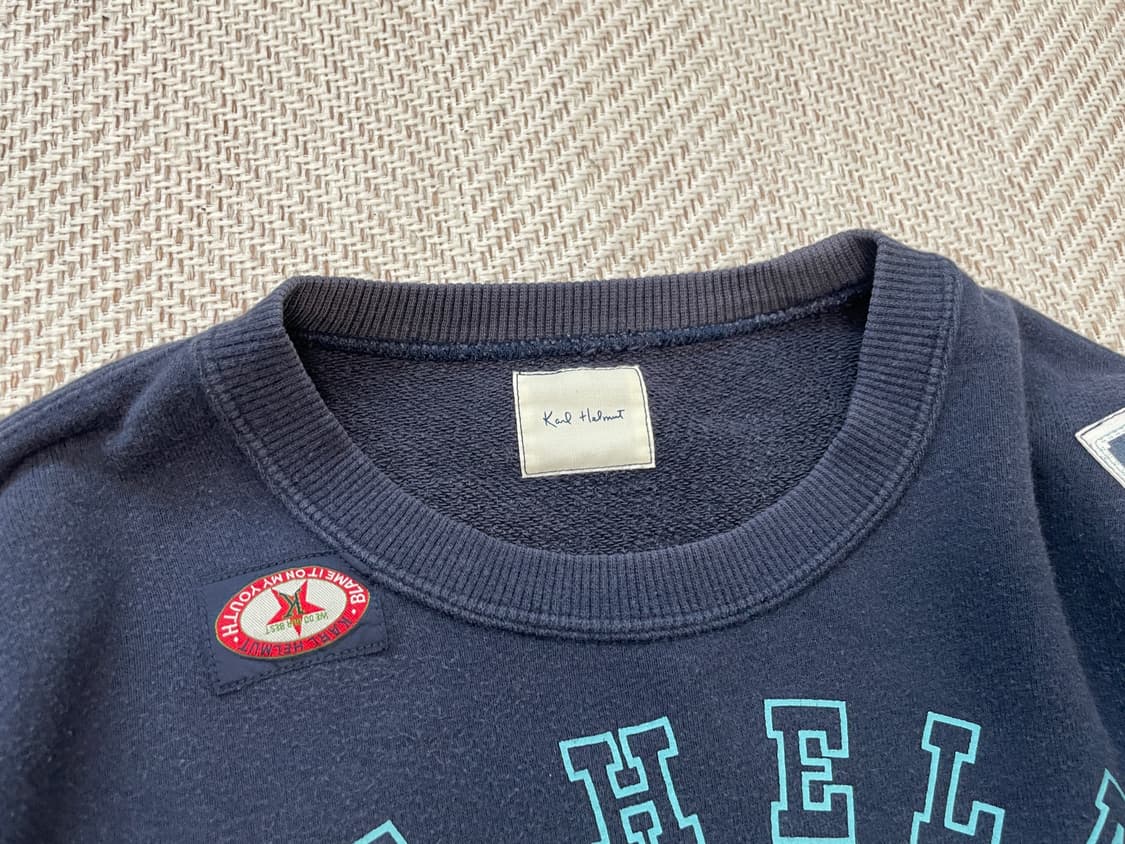 Karl Helmut
BLAME IT ON MY YOUTH
KARL HELMUT
WE DO OUR BEST
K
HEL